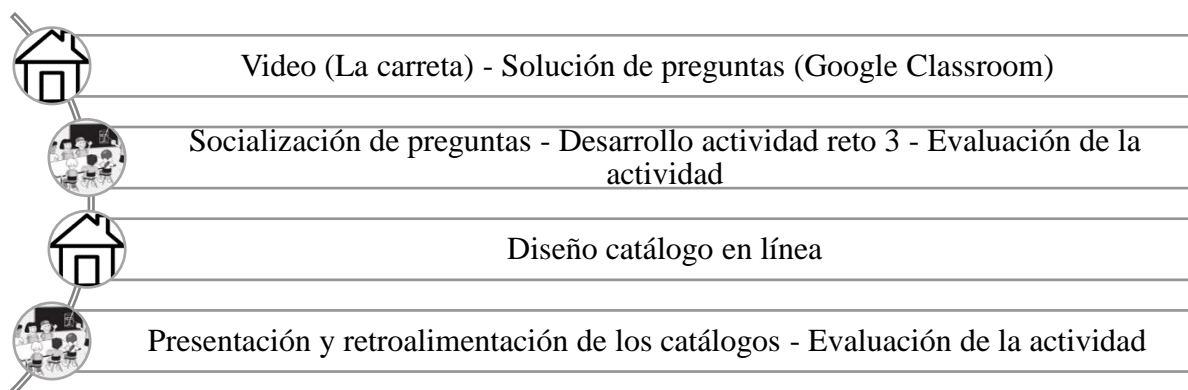 Video (La carreta) - Solución de preguntas (Google Classroom)
Socialización de preguntas - Desarrollo actividad reto 3 - Evaluación de la
actividad
Diseño catálogo en línea
Presentación y retroalimentación de los catálogos - Evaluación de la actividad